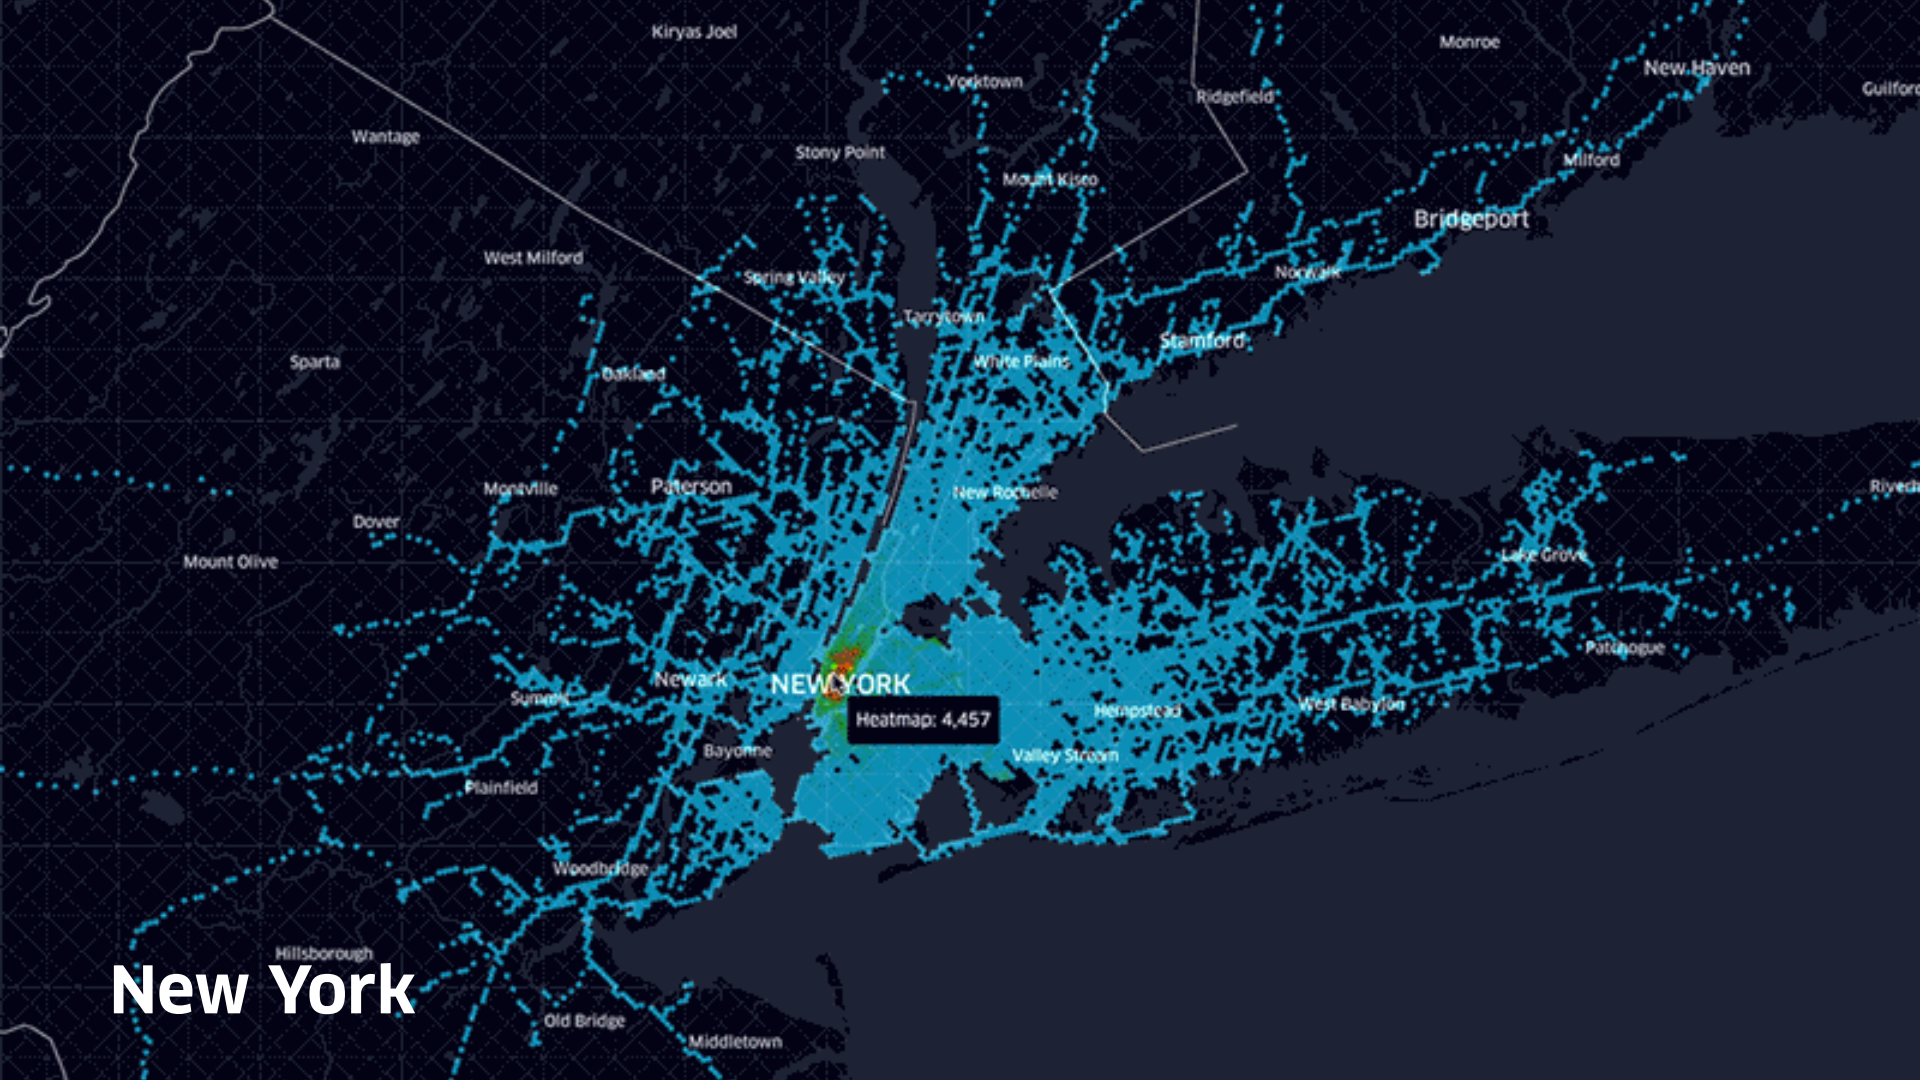 Kiryas Joel
Monroe
New Haven
Yorktown
Guilford
Ridgefield
Wantage
Stony Point
Milford
Mount Kisco
Bridgeport
West Milford
Norwalk
Spring Valley
Tarrytown
Stamford
Sparta
White Plains
Oakland
Paterson
Montville
New Rochelle
Dover
Lake Grove
Mount Olive
Patchogue
Newark
NEW YORK
Summit
West Babylon
Hempstead
Heatmap: 4,457
Bayonne
Valley Stream
Plainfield
Woodbridge
Hillsborough
New York
Old Bridge
Middletown